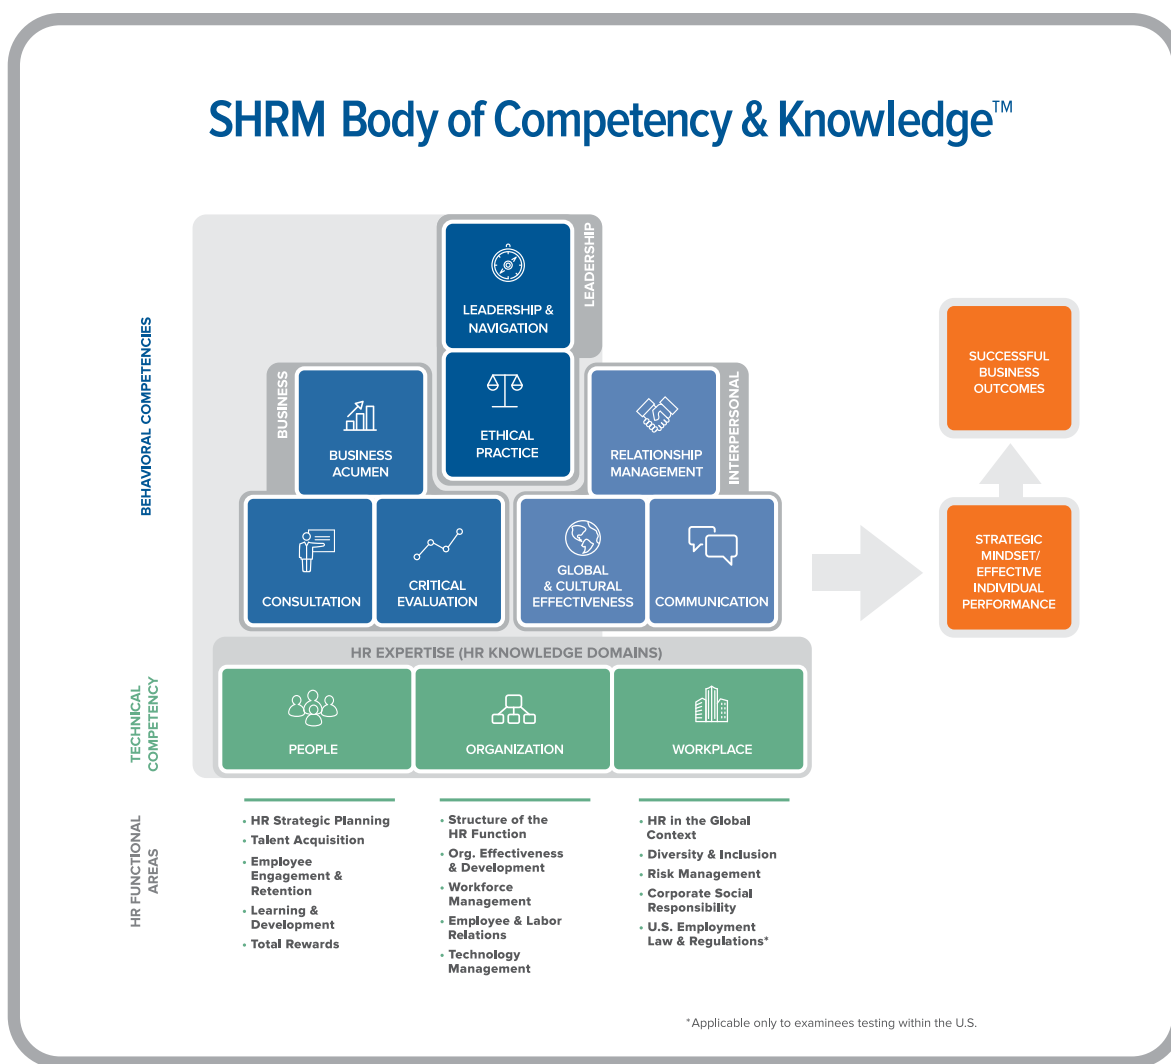 SHRM Body of Competency & Knowledge™
BEHAVIORAL COMPETENCIES
LEADERSHIP
LEADERSHIP &
NAVIGATION
ETHICAL
PRACTICE
BUSINESS
BUSINESS
ACUMEN
CONSULTATION
CRITICAL
EVALUATION
INTERPERSONAL
RELATIONSHIP
MANAGEMENT
GLOBAL
& CULTURAL
EFFECTIVENESS
COMMUNICATION
SUCCESSFUL
BUSINESS
OUTCOMES
STRATEGIC
MINDSET/
EFFECTIVE
INDIVIDUAL
PERFORMANCE
TECHNICAL
COMPETENCY
HR EXPERTISE (HR KNOWLEDGE DOMAINS)
PEOPLE
ORGANIZATION
WORKPLACE
HR FUNCTIONAL
AREAS
• HR Strategic Planning
• Talent Acquisition
• Employee
Engagement &
Retention
• Learning &
Development
• Total Rewards
• Structure of the
HR Function
• Org. Effectiveness
& Development
• Workforce
Management
• Employee & Labor
Relations
• Technology
Management
• HR in the Global
Context
• Diversity & Inclusion
• Risk Management
• Corporate Social
Responsibility
• U.S. Employment
Law & Regulations*
*Applicable only to examinees testing within the U.S.